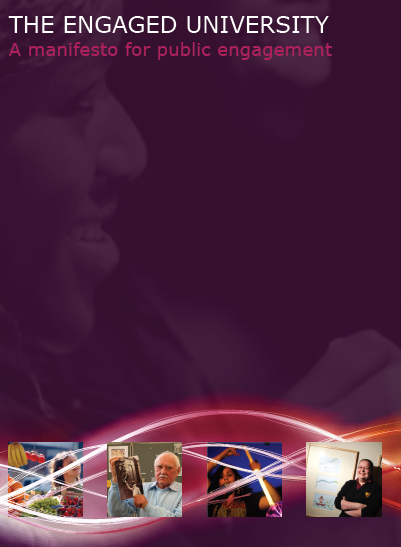 THE ENGAGED UNIVERSITY
A manifesto for public engagement